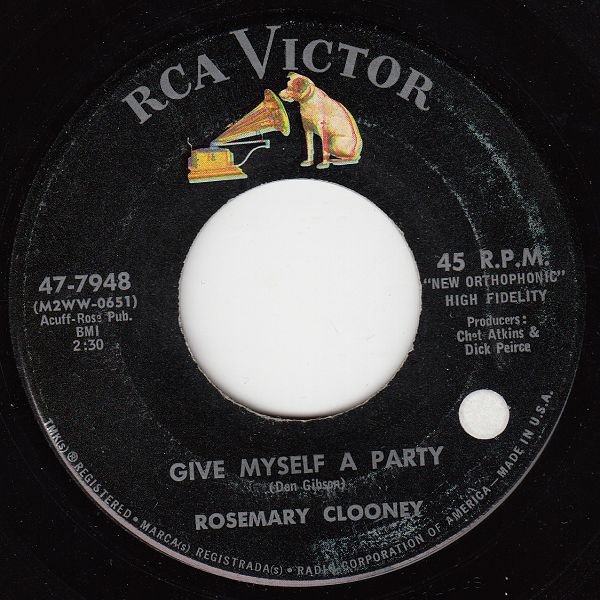 RCA VICTOR
47-7948
(M2WW-0651)
Acuff-Rose Pub.
BMI
2:30
45 R.P.M.
"NEW ORTHOPHONIC"
HIGH FIDELITY
Producers:
Chet Atkins &
Dick Peirce
GIVE MYSELF A PARTY
(Don Gibson)
ROSEMARY CLOONEY
TMK(s) ® REGISTERED • MARCA(s) REGISTRADA(s) • RADIO CORPORATION OF AMERICA — MADE IN U.S.A.